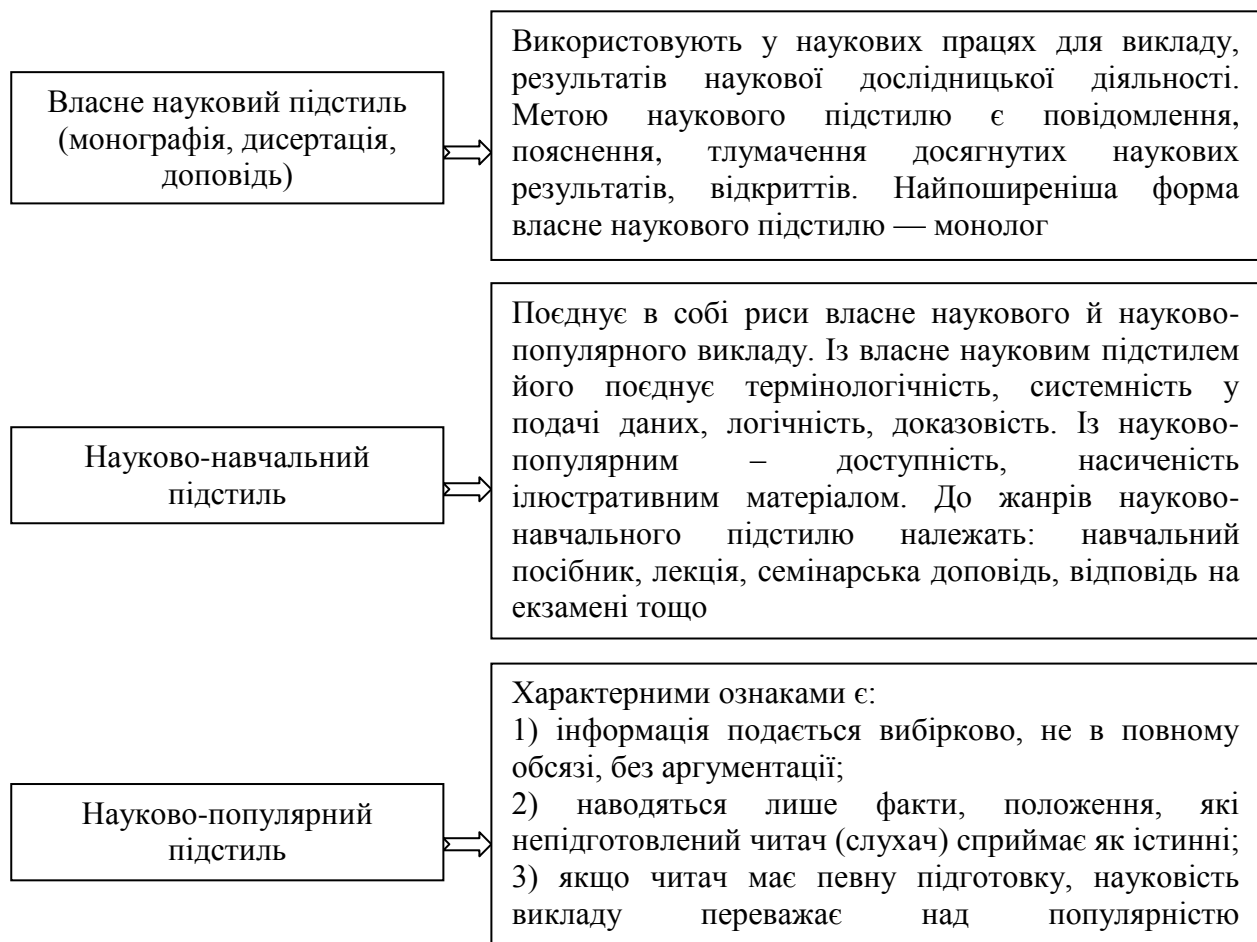 Власне науковий підстиль
(монографія, дисертація,
доповідь)
Використовують у наукових працях для викладу,
результатів наукової дослідницької діяльності.
Метою наукового підстилю є повідомлення,
пояснення, тлумачення досягнутих наукових
результатів, відкриттів. Найпоширеніша форма
власне наукового підстилю — монолог
Науково-навчальний
підстиль
Поєднує в собі риси власне наукового й науково-
популярного викладу. Із власне науковим підстилем
його поєднує термінологічність, системність у
подачі даних, логічність, доказовість. Із науково-
популярним – доступність, насиченість
ілюстративним матеріалом. До жанрів науково-
навчального підстилю належать: навчальний
посібник, лекція, семінарська доповідь, відповідь на
екзамені тощо
Науково-популярний
підстиль
Характерними ознаками є:
1) інформація подається вибірково, не в повному
обсязі, без аргументації;
2) наводяться лише факти, положення, які
непідготовлений читач (слухач) сприймає як істинні;
3) якщо читач має певну підготовку, науковість
викладу переважає над популярністю